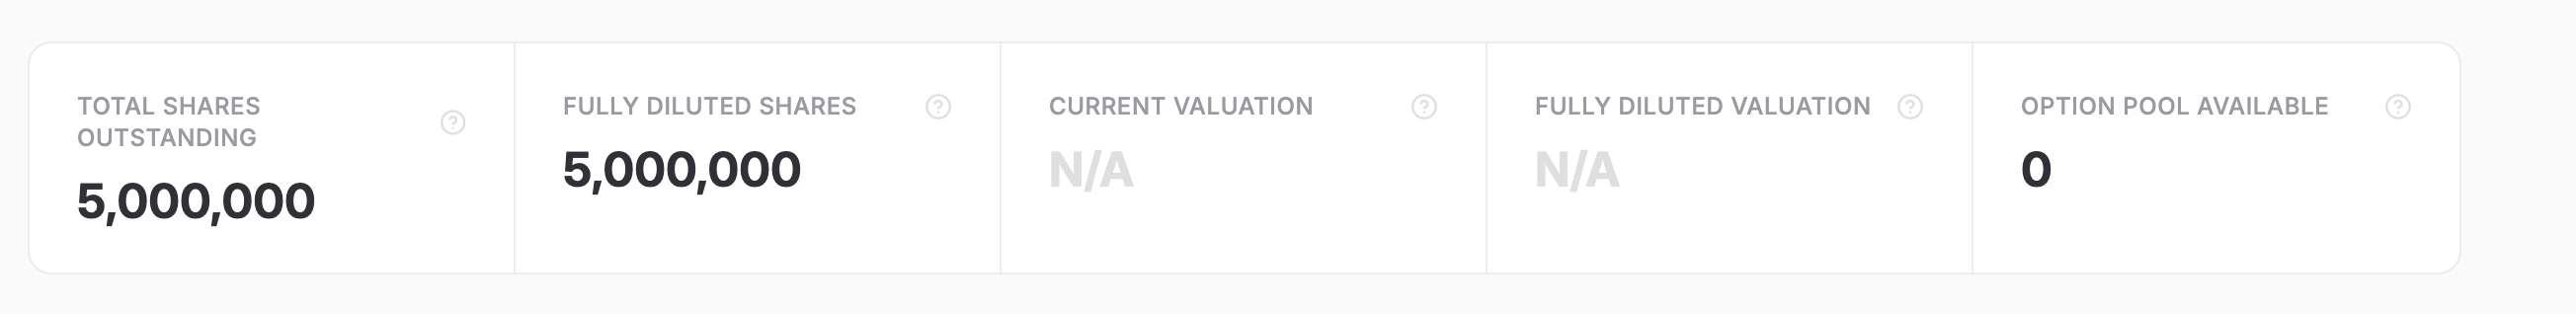 TOTAL SHARES
OUTSTANDING
5,000,000
FULLY DILUTED SHARES
5,000,000
CURRENT VALUATION
N/A
FULLY DILUTED VALUATION
N/A
OPTION POOL AVAILABLE
0